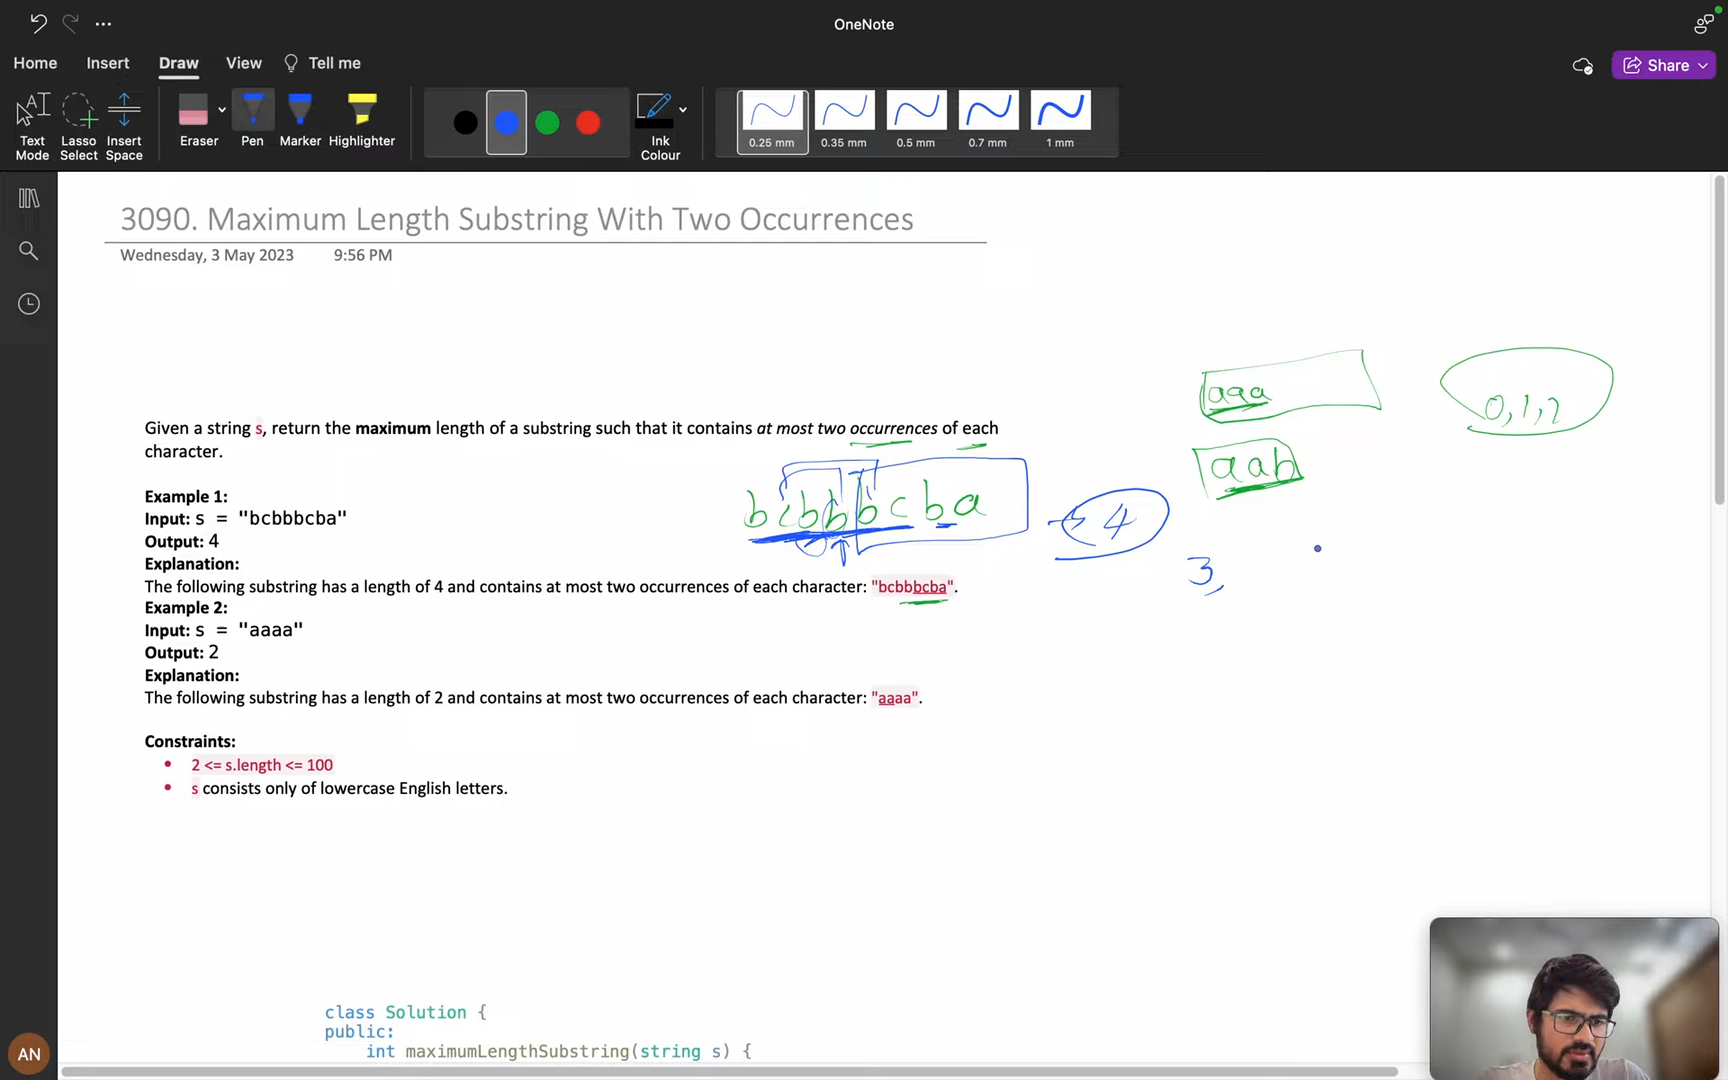 OneNote
Home Insert Draw View Tell me
Share
Text Mode
Lasso Select
Insert Space
Eraser
Pen
Marker
Highlighter
Ink Colour
0.25 mm
0.35 mm
0.5 mm
0.7 mm
1 mm
3090. Maximum Length Substring With Two Occurrences
Wednesday, 3 May 2023 9:56 PM
aaa
0,1,2
Given a string s, return the maximum length of a substring such that it contains at most two occurrences of each
character.
aab
Example 1:
Input: s = "bcbbbcba"
bcbbbcba
4
Output: 4
Explanation:
3,
The following substring has a length of 4 and contains at most two occurrences of each character: "bcbbbcba".
Example 2:
Input: s = "aaaa"
Output: 2
Explanation:
The following substring has a length of 2 and contains at most two occurrences of each character: "aaaa".
Constraints:
• 2 <= s.length <= 100
• s consists only of lowercase English letters.
class Solution {
public:
int maximumLengthSubstring(string s) {
AN